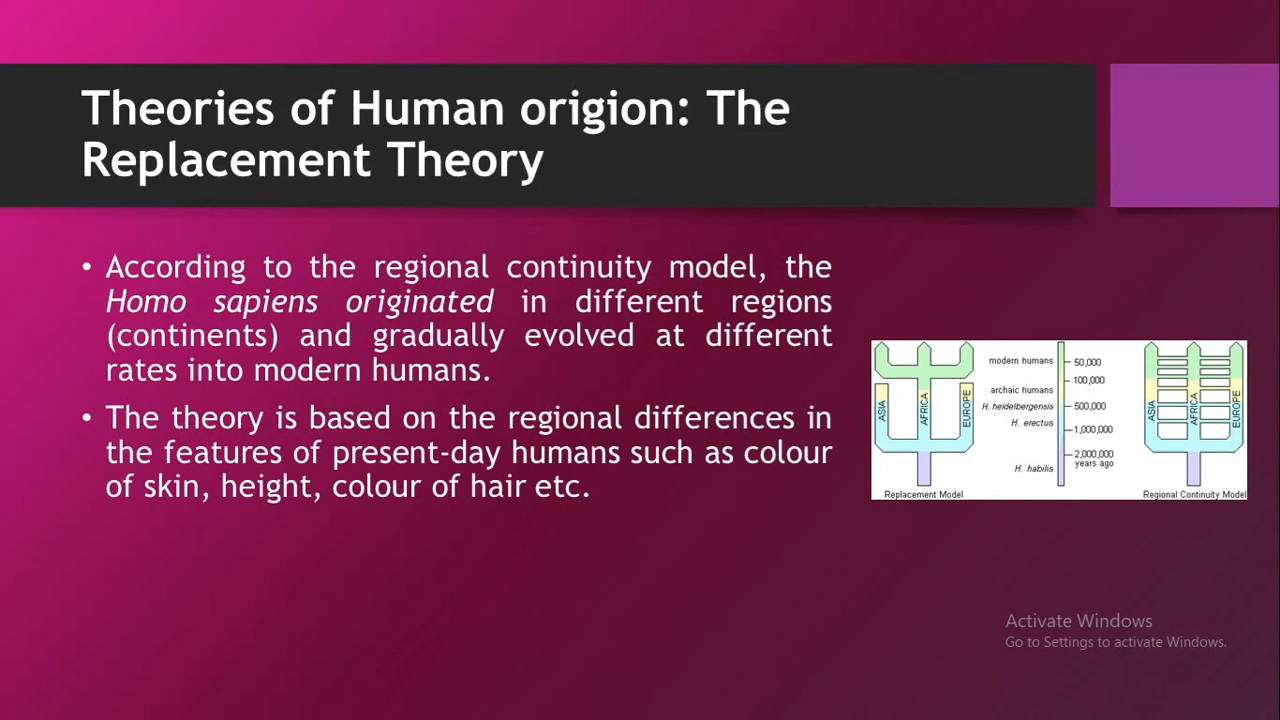 Theories of Human origion: The
Replacement Theory
• According to the regional continuity model, the
Homo sapiens originated in different regions
(continents) and gradually evolved at different
rates into modern humans.
• The theory is based on the regional differences in
the features of present-day humans such as colour
of skin, height, colour of hair etc.
ASIA
AFRICA
EUROPE
Replacement Model
modern humans
archaic humans
H. heidelbergensis
H. erectus
H. habilis
50,000
100,000
500,000
1,000,000
2,000,000
years ago
ASIA
AFRICA
EUROPE
Regional Continuity Model
Activate Windows
Go to Settings to activate Windows.